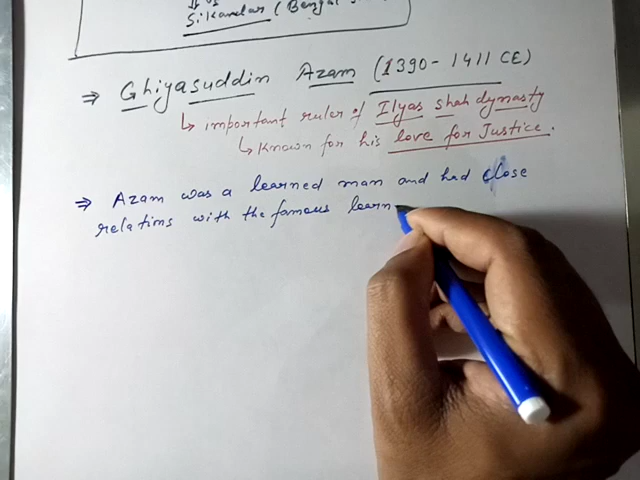 Sikandar (Bengal
⇒ Ghiyasuddin Azam (1390 - 1411 CE)
↳ important ruler of Ilyas shah dynasty
↳ Known for his love for Justice.
⇒ Azam was a learned man and had close
relations with the famous learn